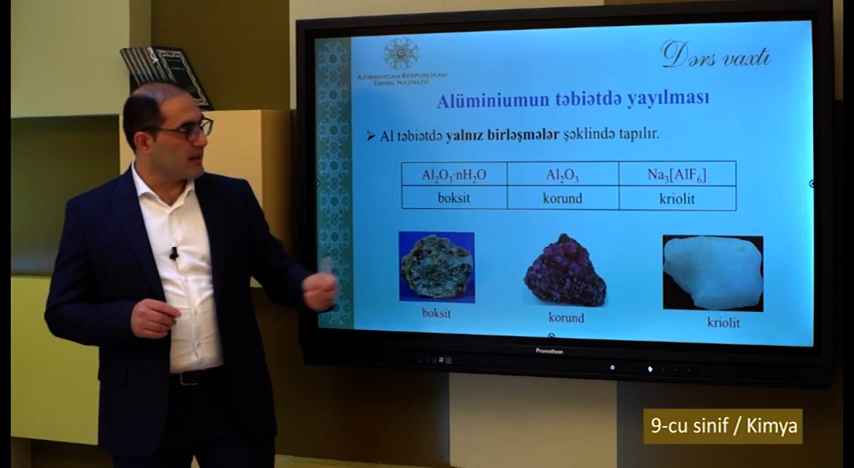 AZƏRBAYCAN RESPUBLİKASI
TƏHSİL NAZİRLİYİ
Dərs vaxtı
Alüminiumun təbiətdə yayılması
➢ Al təbiətdə yalnız birləşmələr şəklində tapılır.
Al₂O₃·nH₂O Al₂O₃ Na₃[AlF₆]
boksit korund kriolit
boksit korund kriolit
Promethean
9-cu sinif / Kimya